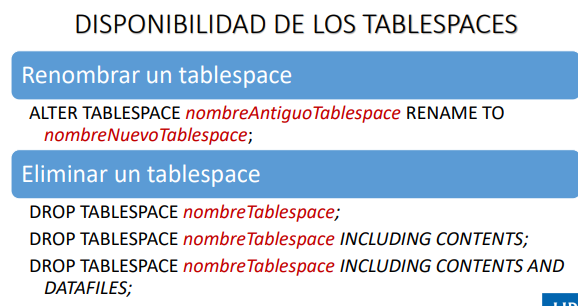 DISPONIBILIDAD DE LOS TABLESPACES
Renombrar un tablespace
ALTER TABLESPACE nombreAntiguoTablespace RENAME TO
nombreNuevoTablespace;
Eliminar un tablespace
DROP TABLESPACE nombreTablespace;
DROP TABLESPACE nombreTablespace INCLUDING CONTENTS;
DROP TABLESPACE nombreTablespace INCLUDING CONTENTS AND
DATAFILES;